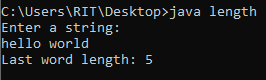 C:\Users\RIT\Desktop>java length
Enter a string:
hello world
Last word length: 5